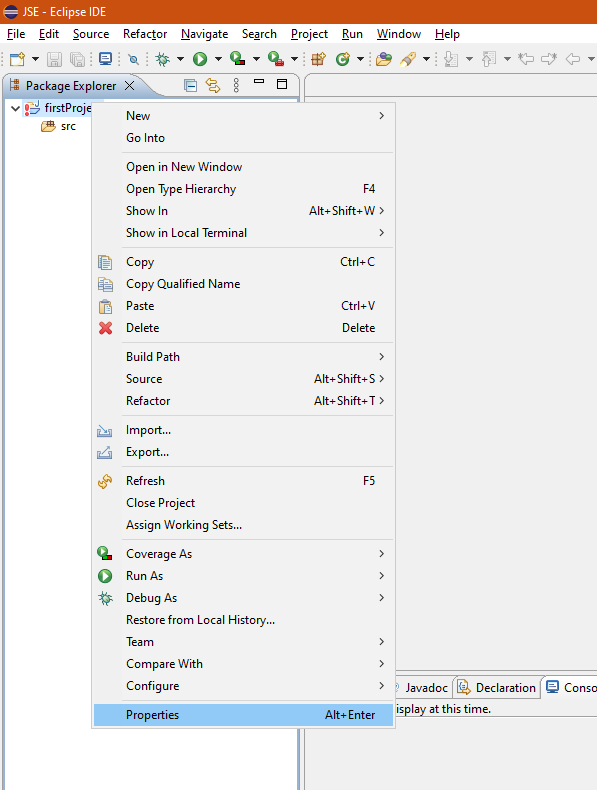 JSE - Eclipse IDE
File Edit Source Refactor Navigate Search Project Run Window Help
Package Explorer
firstProje
src
New
Go Into
Open in New Window
Open Type Hierarchy F4
Show In Alt+Shift+W
Show in Local Terminal
Copy Ctrl+C
Copy Qualified Name
Paste Ctrl+V
Delete Delete
Build Path
Source Alt+Shift+S
Refactor Alt+Shift+T
Import...
Export...
Refresh F5
Close Project
Assign Working Sets...
Coverage As
Run As
Debug As
Restore from Local History...
Team
Compare With
Configure
Properties Alt+Enter
Javadoc Declaration Conso
isplay at this time.